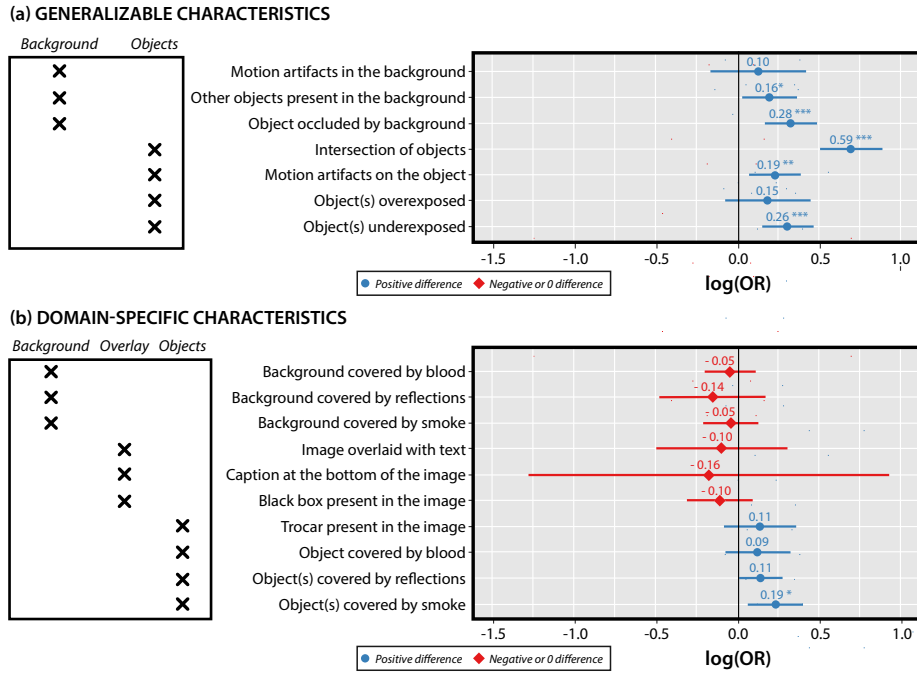 (a) GENERALIZABLE CHARACTERISTICS
Background Objects
Motion artifacts in the background 0.10
Other objects present in the background 0.16*
Object occluded by background 0.28 ***
Intersection of objects 0.59 ***
Motion artifacts on the object 0.19 **
Object(s) overexposed 0.15
Object(s) underexposed 0.26 ***
-1.5 -1.0 -0.5 0.0 0.5 1.0
log(OR)
Positive difference Negative or 0 difference
(b) DOMAIN-SPECIFIC CHARACTERISTICS
Background Overlay Objects
Background covered by blood - 0.05
Background covered by reflections - 0.14
Background covered by smoke - 0.05
Image overlaid with text - 0.10
Caption at the bottom of the image - 0.16
Black box present in the image - 0.10
Trocar present in the image 0.11
Object covered by blood 0.09
Object(s) covered by reflections 0.11
Object(s) covered by smoke 0.19 *
-1.5 -1.0 -0.5 0.0 0.5 1.0
log(OR)
Positive difference Negative or 0 difference